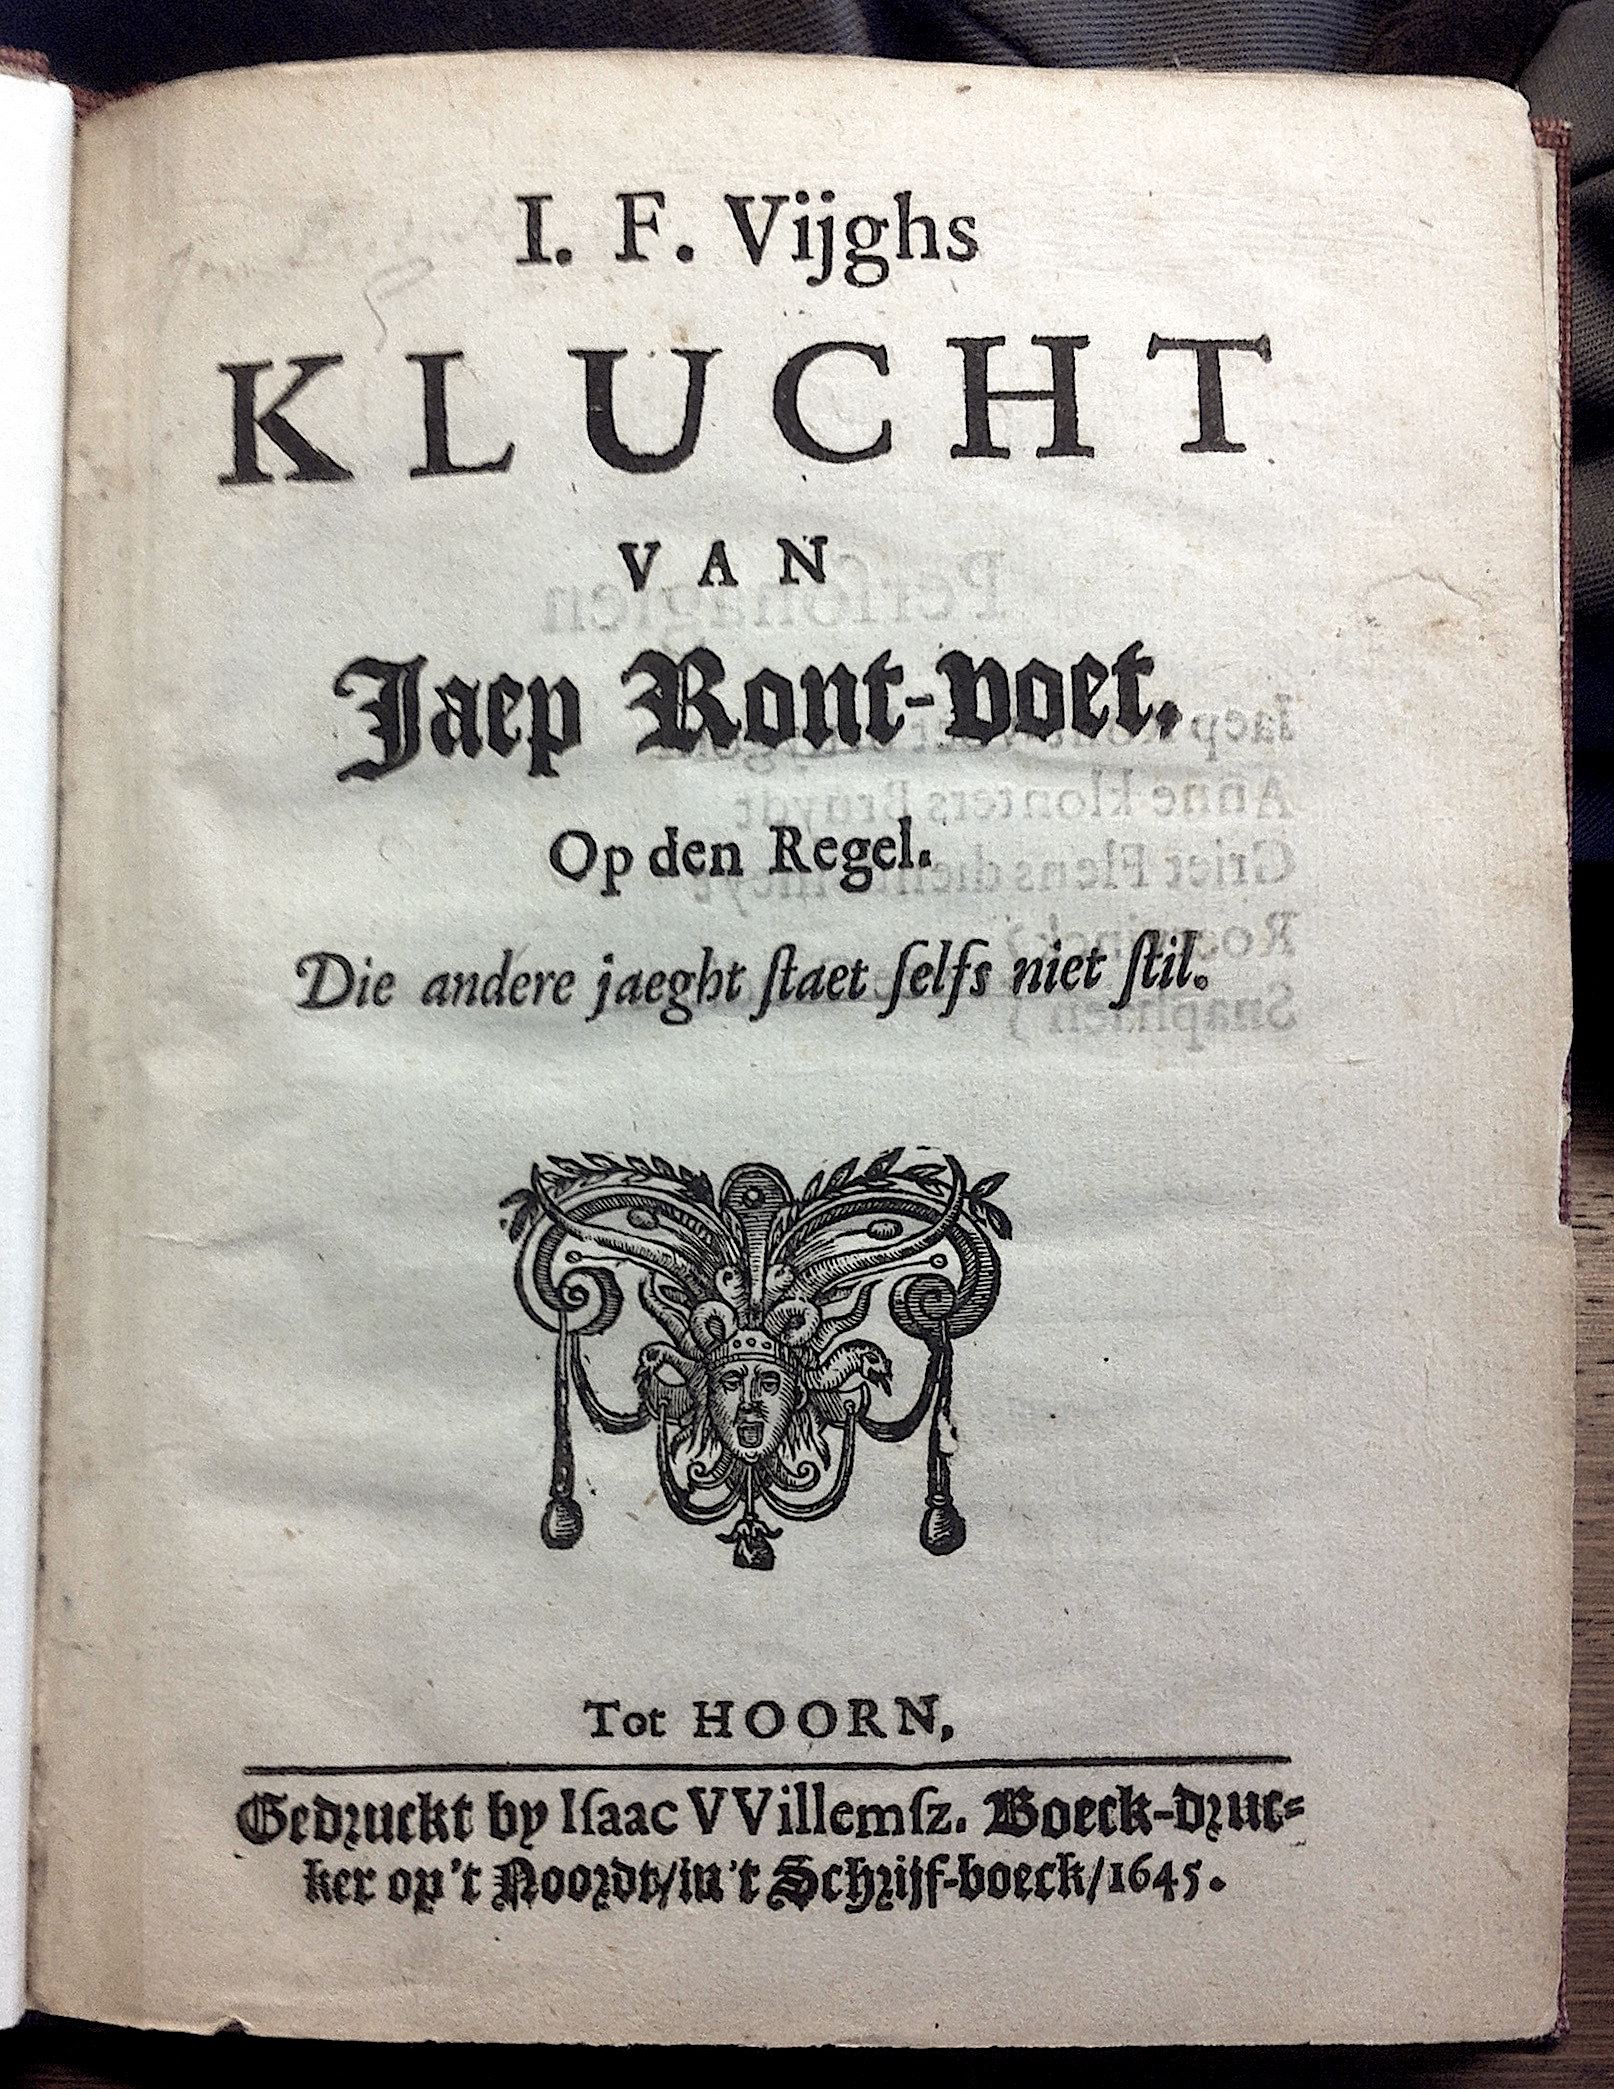 I. F. Vijghs
KLUCHT
VAN
Jaep Ront-voet.
Op den Regel.
Die andere jaeght ſtaet ſelfs niet ſtil.
Tot HOORN,
Gedruckt by Iſaac VVillemſz. Boeck-druc-
ker op't Noordt/in't Schrijf-boeck/1645.